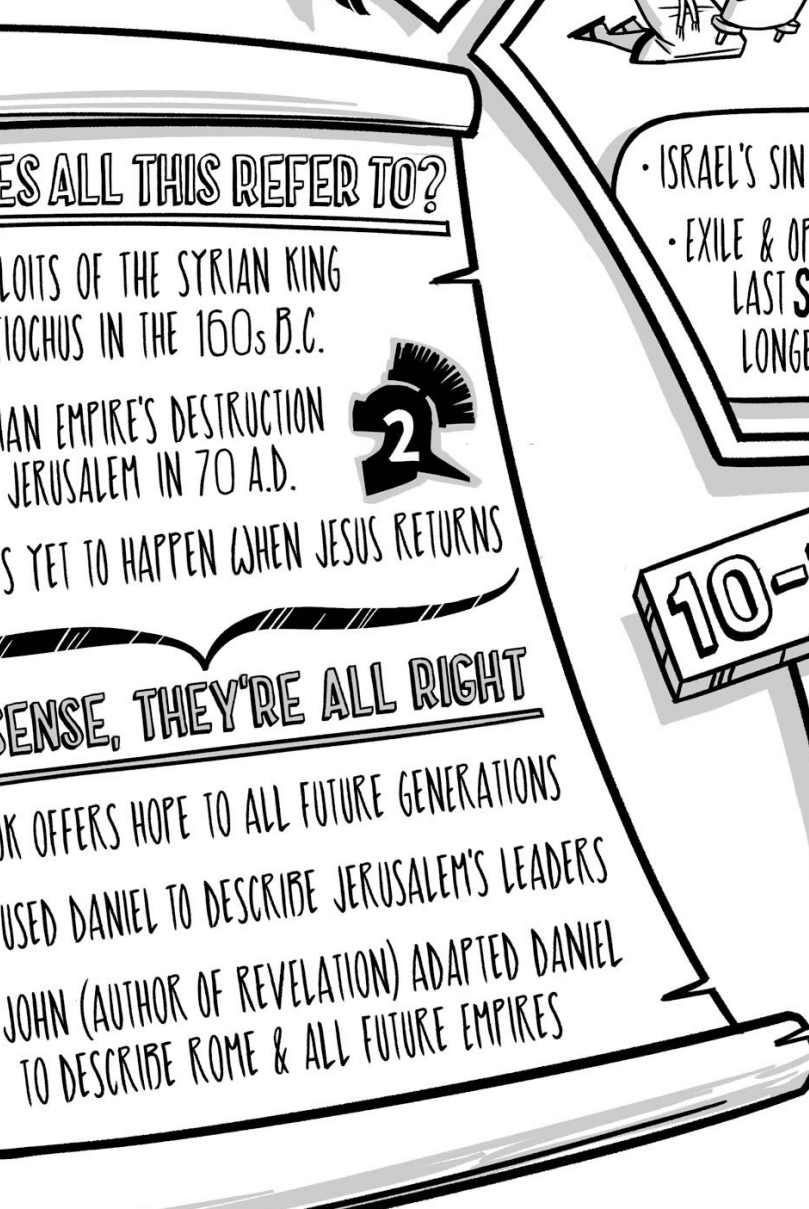 ES ALL THIS REFER TO?
LOITS OF THE SYRIAN KING
TIOCHUS IN THE 160s B.C.
AN EMPIRE'S DESTRUCTION
JERUSALEM IN 70 A.D.
2
S YET TO HAPPEN WHEN JESUS RETURNS
SENSE, THEY'RE ALL RIGHT
OK OFFERS HOPE TO ALL FUTURE GENERATIONS
USED DANIEL TO DESCRIBE JERUSALEM'S LEADERS
JOHN (AUTHOR OF REVELATION) ADAPTED DANIEL
TO DESCRIBE ROME & ALL FUTURE EMPIRES
• ISRAEL'S SIN
• EXILE & OP
LAST S
LONGE
10-